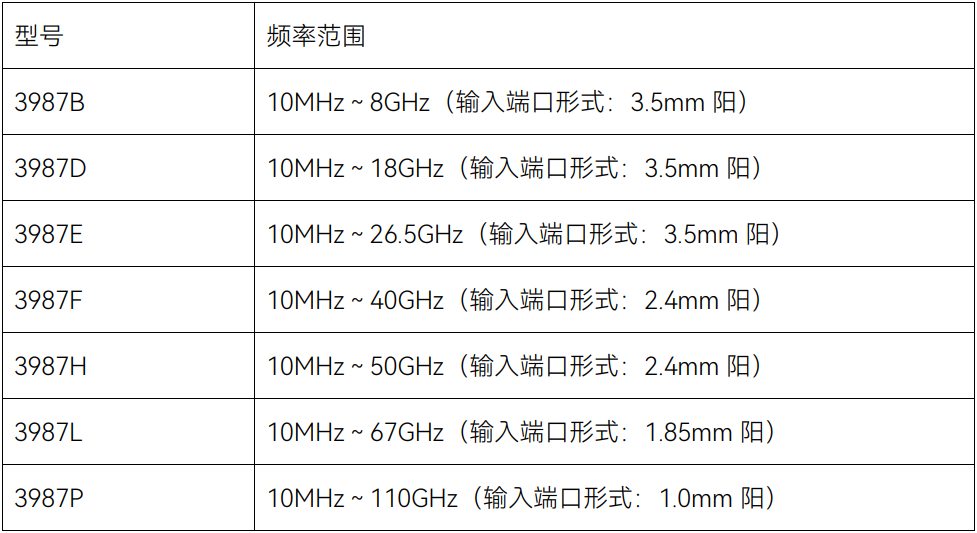 型号 频率范围
3987B 10MHz ~ 8GHz（输入端口形式：3.5mm 阳）
3987D 10MHz ~ 18GHz（输入端口形式：3.5mm 阳）
3987E 10MHz ~ 26.5GHz（输入端口形式：3.5mm 阳）
3987F 10MHz ~ 40GHz（输入端口形式：2.4mm 阳）
3987H 10MHz ~ 50GHz（输入端口形式：2.4mm 阳）
3987L 10MHz ~ 67GHz（输入端口形式：1.85mm 阳）
3987P 10MHz ~ 110GHz（输入端口形式：1.0mm 阳）